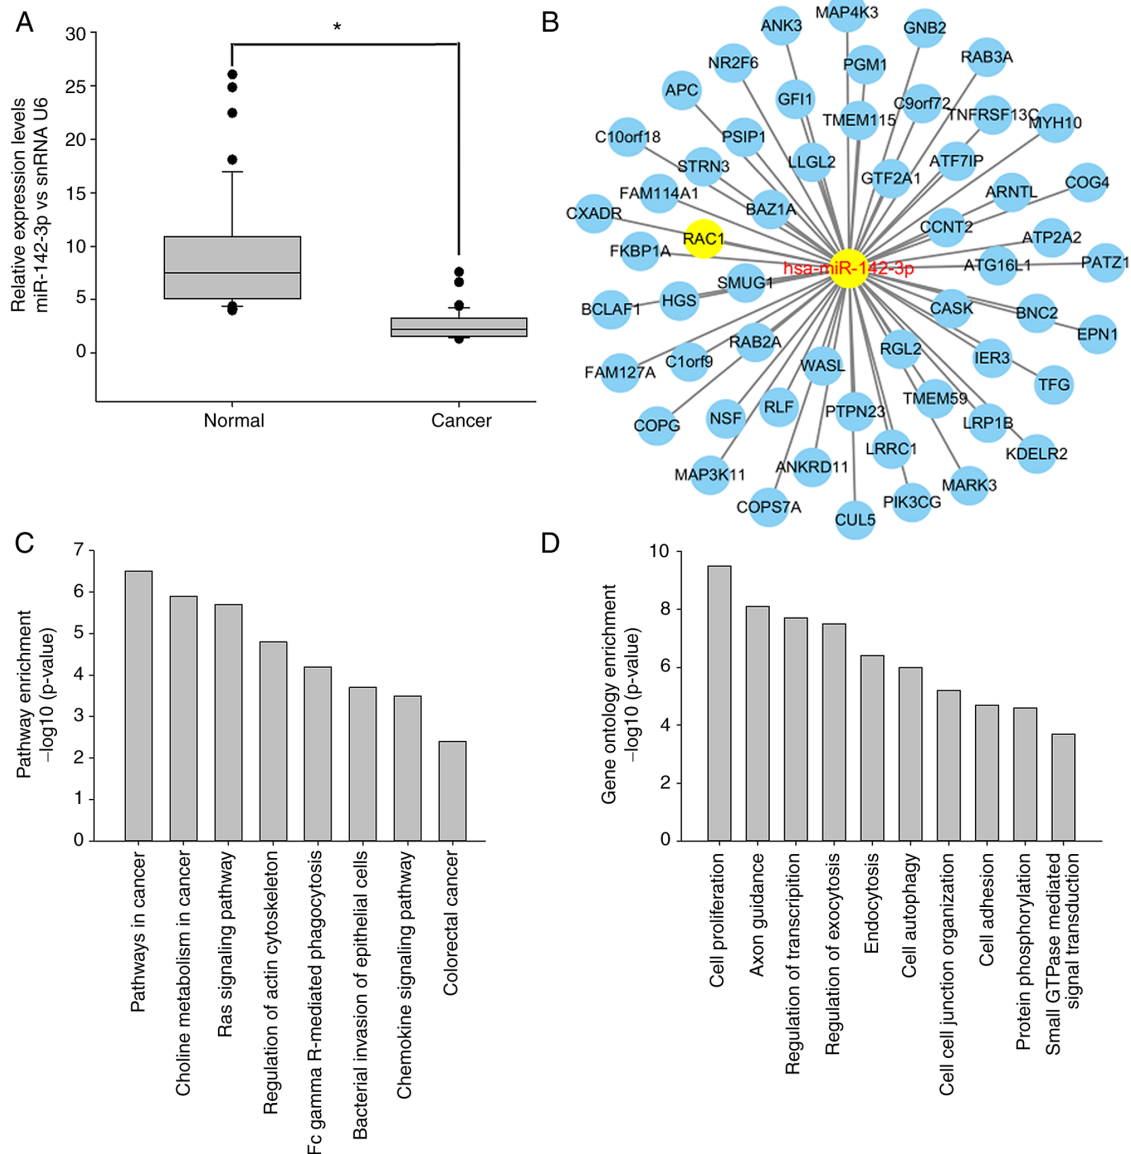 A
30
25
20
15
10
5
0
Relative expression levels
miR-142-3p vs snRNA U6
*
Normal
Cancer
B
MAP4K3
ANK3
GNB2
NR2F6
PGM1
RAB3A
APC
GFI1
C9orf72
TNFRSF13C
MYH10
TMEM115
C10orf18
PSIP1
STRN3
LLGL2
ATF7IP
GTF2A1
FAM114A1
ARNTL
COG4
CXADR
BAZ1A
CCNT2
RAC1
ATP2A2
FKBP1A
hsa-miR-142-3p
ATG16L1
PATZ1
SMUG1
BCLAF1
HGS
CASK
BNC2
EPN1
RAB2A
RGL2
C1orf9
WASL
IER3
FAM127A
TFG
RLF
TMEM59
PTPN23
COPG
NSF
LRP1B
LRRC1
KDELR2
MAP3K11
ANKRD11
MARK3
COPS7A
PIK3CG
CUL5
C
7
6
5
4
3
2
1
0
Pathway enrichment
−log10 (p-value)
Pathways in cancer
Choline metabolism in cancer
Ras signaling pathway
Regulation of actin cytoskeleton
Fc gamma R-mediated phagocytosis
Bacterial invasion of epithelial cells
Chemokine signaling pathway
Colorectal cancer
D
10
8
6
4
2
0
Gene ontology enrichment
−log10 (p-value)
Cell proliferation
Axon guidance
Regulation of transcripition
Regulation of exocytosis
Endocytosis
Cell autophagy
Cell cell junction organization
Cell adhesion
Protein phosphorylation
Small GTPase mediated
signal transduction